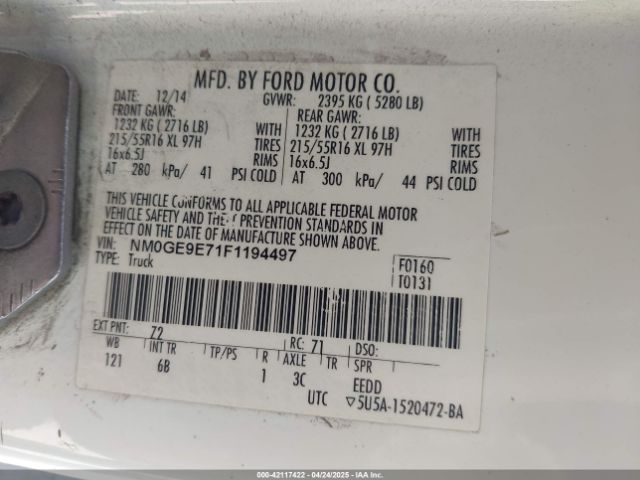 MFD. BY FORD MOTOR CO.
DATE: 12/14 GVWR: 2395 KG ( 5280 LB)
FRONT GAWR: REAR GAWR:
1232 KG ( 2716 LB) WITH 1232 KG ( 2716 LB) WITH
215/55R16 XL 97H TIRES 215/55R16 XL 97H TIRES
16x6.5J RIMS 16x6.5J RIMS
AT 280 kPa/ 41 PSI COLD AT 300 kPa/ 44 PSI COLD
THIS VEHICLE CONFORMS TO ALL APPLICABLE FEDERAL MOTOR
VEHICLE SAFETY AND THEFT PREVENTION STANDARDS IN
EFFECT ON THE DATE OF MANUFACTURE SHOWN ABOVE.
VIN: NM0GE9E71F1194497
TYPE: Truck
F0160
T0131
EXT PNT: Z2 RC: 71 DSO:
WB INT TR TP/PS R AXLE TR SPR
121 6B 1 3C EEDD
UTC ▽5U5A-1520472-BA
000-42117422 - 04/24/2025 - IAAI.COM